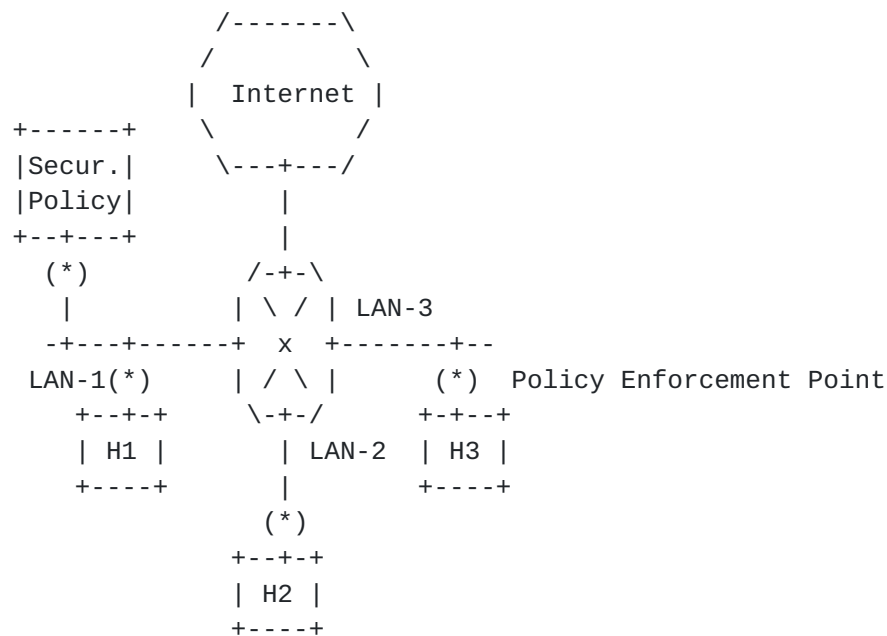 /-------\
/         \
|  Internet |
+------+    \         /
|Secur.|     \---+---/
|Policy|         |
+--+---+         |
(*)          /-+-\
|          | \ / | LAN-3
-+---+------+  x  +-------+--
LAN-1(*)     | / \ |      (*)  Policy Enforcement Point
+--+-+     \-+-/      +-+--+
| H1 |       | LAN-2  | H3 |
+----+       |        +----+
(*)
+--+-+
| H2 |
+----+